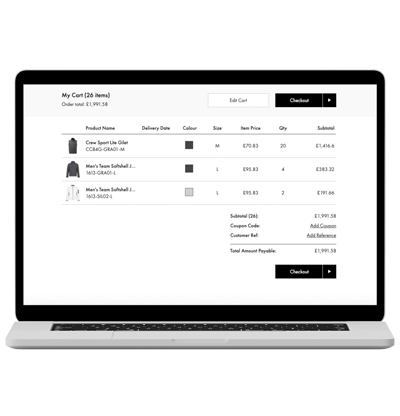 My Cart (26 items)
Order total: £1,991.58
Edit Cart
Checkout
Product Name Delivery Date Colour Size Item Price Qty Subtotal
Crew Sport Lite Gilet
CC84G-GRA01-M
M £70.83 20 £1,416.6
Men's Team Softshell J...
1613-GRA01-L
L £95.83 4 £383.32
Men's Team Softshell J...
1613-SIL02-L
L £95.83 2 £191.66
Subtotal (26): £1,991.58
Coupon Code: Add Coupon
Customer Ref: Add Reference
Total Amount Payable: £1,991.58
Checkout